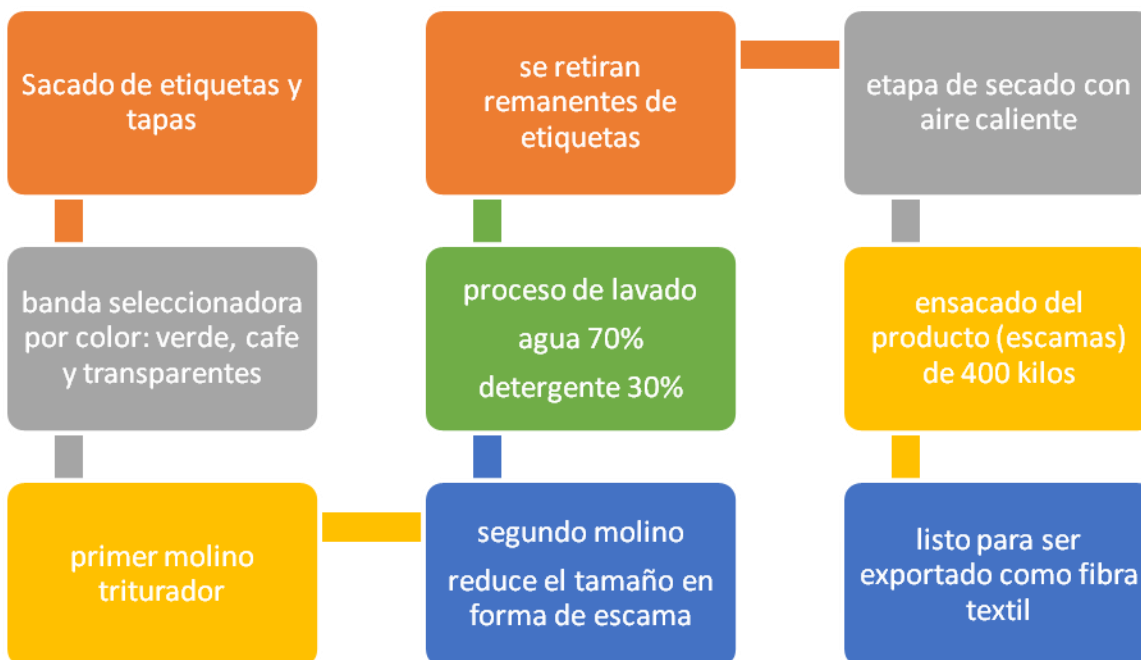 Sacado de etiquetas y
tapas
banda seleccionadora
por color: verde, cafe
y transparentes
primer molino
triturador
segundo molino
reduce el tamaño en
forma de escama
proceso de lavado
agua 70%
detergente 30%
se retiran
remanentes de
etiquetas
etapa de secado con
aire caliente
ensacado del
producto (escamas)
de 400 kilos
listo para ser
exportado como fibra
textil